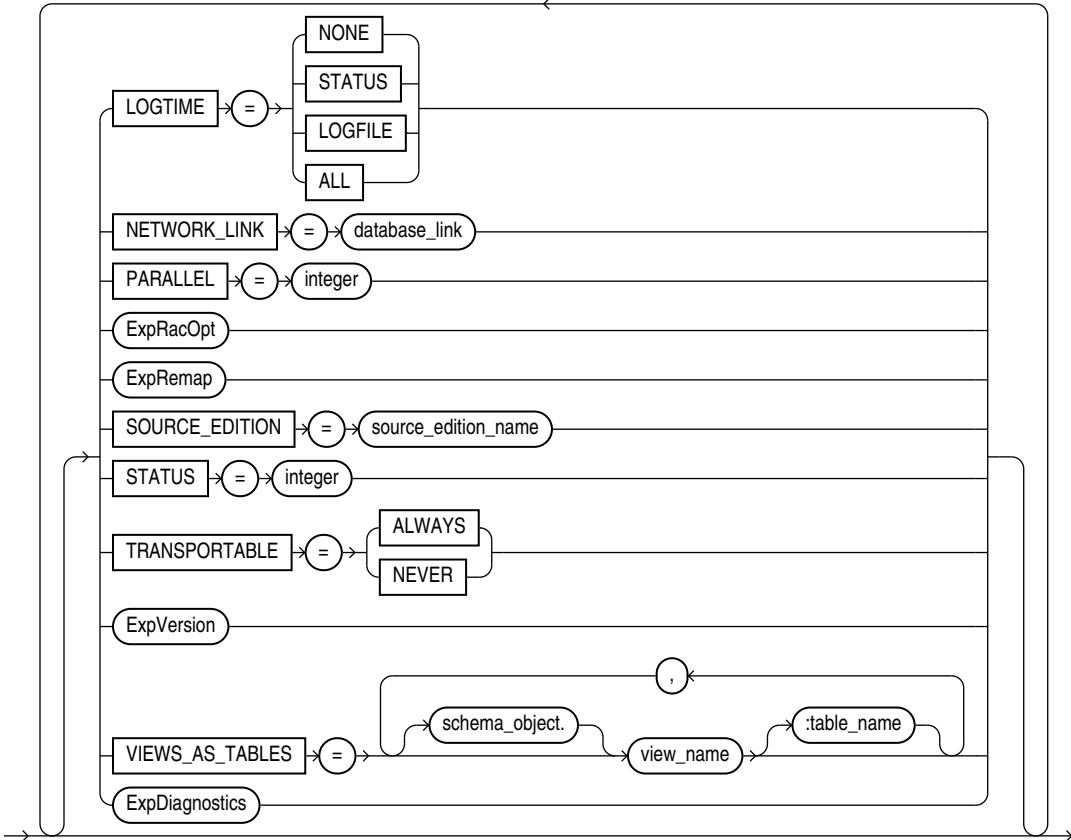 NONE
STATUS
LOGTIME = LOGFILE
ALL
NETWORK_LINK = database_link
PARALLEL = integer
ExpRacOpt
ExpRemap
SOURCE_EDITION = source_edition_name
STATUS = integer
ALWAYS
TRANSPORTABLE =
NEVER
ExpVersion
,
schema_object. :table_name
VIEWS_AS_TABLES = view_name
ExpDiagnostics